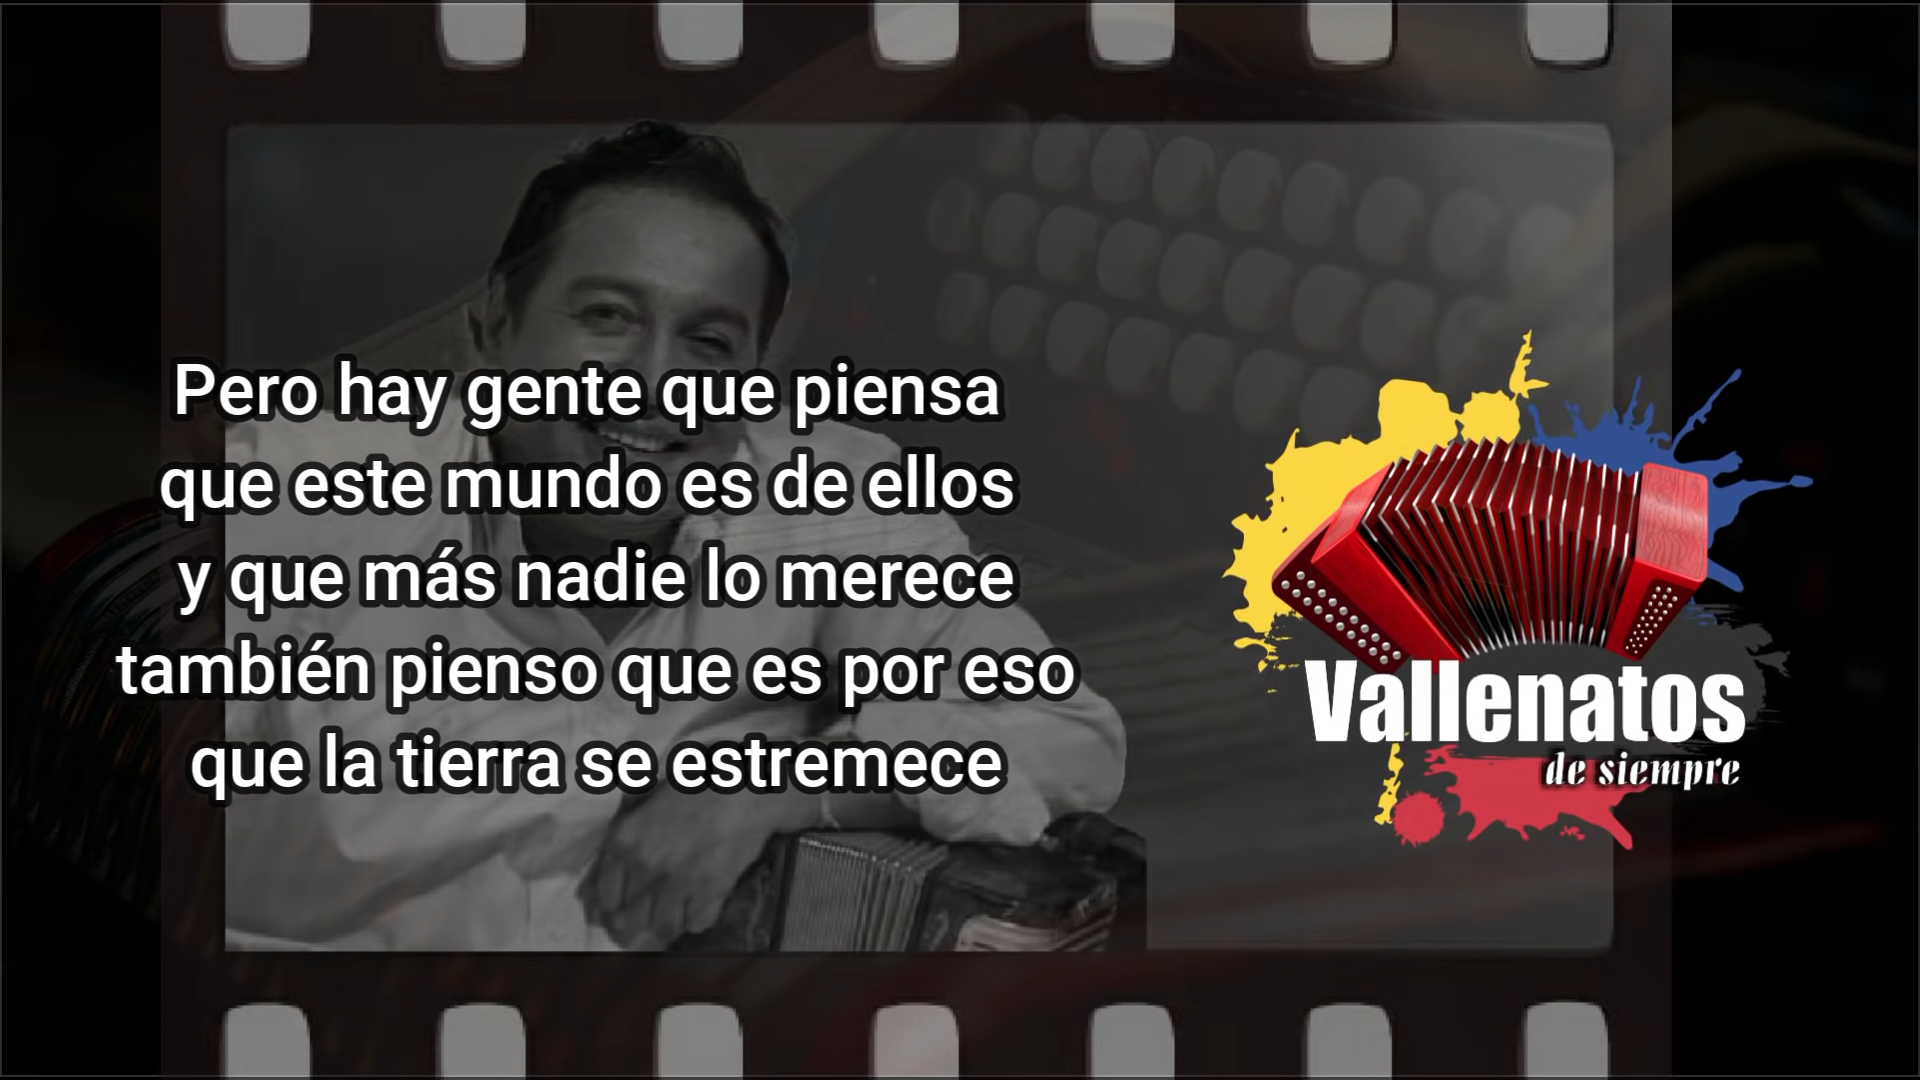 Pero hay gente que piensa
que este mundo es de ellos
y que más nadie lo merece
también pienso que es por eso
que la tierra se estremece
Vallenatos
de siempre